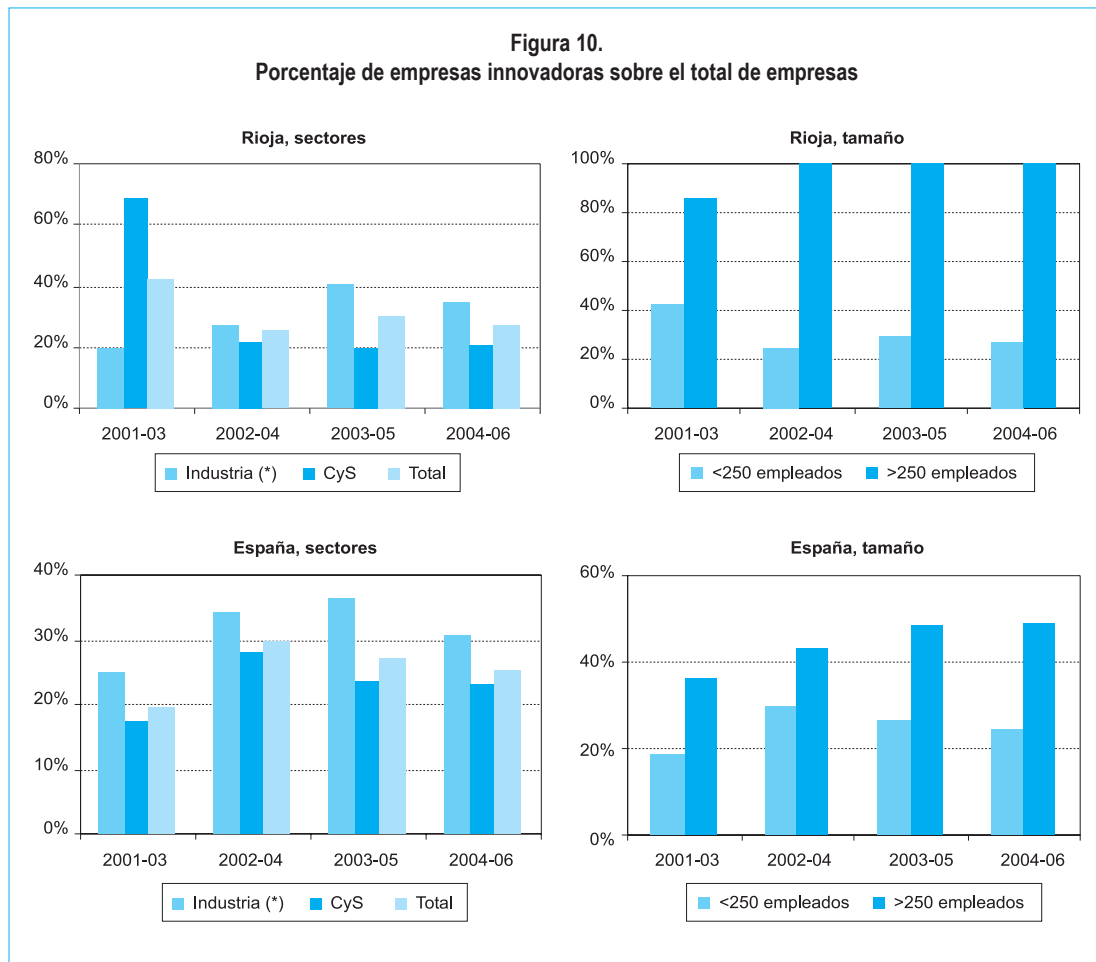 Figura 10.
Porcentaje de empresas innovadoras sobre el total de empresas
Rioja, sectores
80%
60%
40%
20%
0%
2001-03 2002-04 2003-05 2004-06
Industria (*) CyS Total
Rioja, tamaño
100%
80%
60%
40%
20%
0%
2001-03 2002-04 2003-05 2004-06
<250 empleados >250 empleados
España, sectores
40%
30%
20%
10%
0%
2001-03 2002-04 2003-05 2004-06
Industria (*) CyS Total
España, tamaño
60%
40%
20%
0%
2001-03 2002-04 2003-05 2004-06
<250 empleados >250 empleados